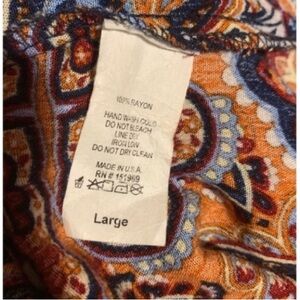 100% RAYON
HAND WASH COLD
DO NOT BLEACH
LINE DRY
IRON LOW
DO NOT DRY CLEAN
MADE IN U.S.A.
RN # 151969
Large